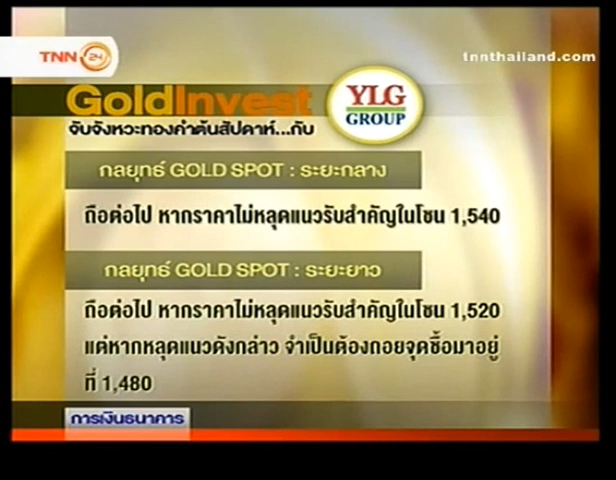 TNN 24
tnnthailand.com
GoldInvest
YLG
GROUP
จับจังหวะทองคำต้นสัปดาห์...กับ
กลยุทธ์ GOLD SPOT : ระยะกลาง
ถือต่อไป หากราคาไม่หลุดแนวรับสำคัญในโซน 1,540
กลยุทธ์ GOLD SPOT : ระยะยาว
ถือต่อไป หากราคาไม่หลุดแนวรับสำคัญในโซน 1,520
แต่หากหลุดแนวดังกล่าว จำเป็นต้องถอยจุดซื้อมาอยู่
ที่ 1,480
การเงินธนาคาร